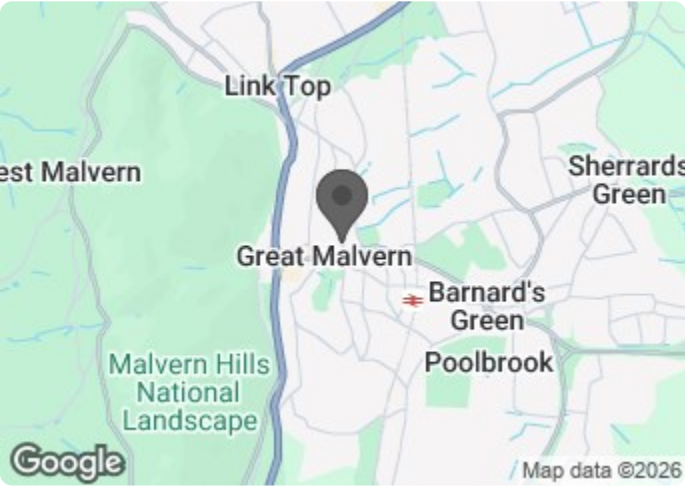 Link Top
est Malvern
Sherrards
Green
Great Malvern
Barnard's
Green
Poolbrook
Malvern Hills
National
Landscape
Google
Map data ©2026